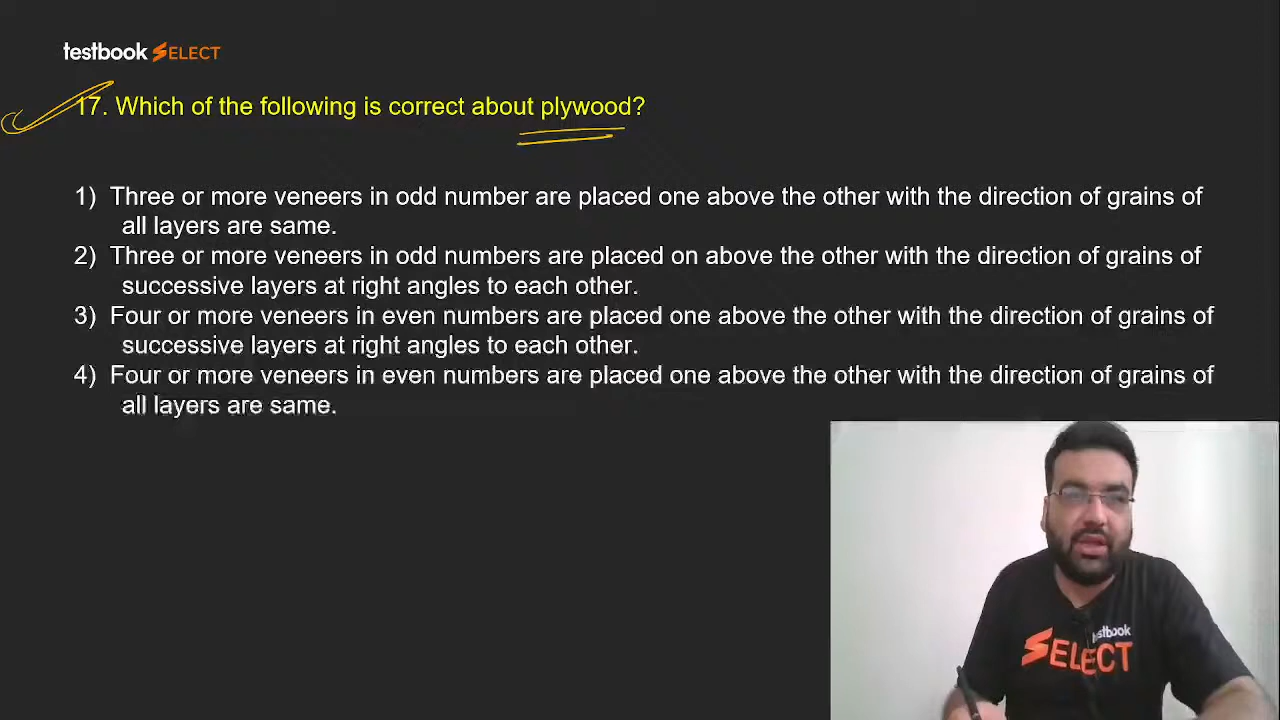 testbook SELECT
17. Which of the following is correct about plywood?
1) Three or more veneers in odd number are placed one above the other with the direction of grains of
all layers are same.
2) Three or more veneers in odd numbers are placed on above the other with the direction of grains of
successive layers at right angles to each other.
3) Four or more veneers in even numbers are placed one above the other with the direction of grains of
successive layers at right angles to each other.
4) Four or more veneers in even numbers are placed one above the other with the direction of grains of
all layers are same.
testbook
SELECT